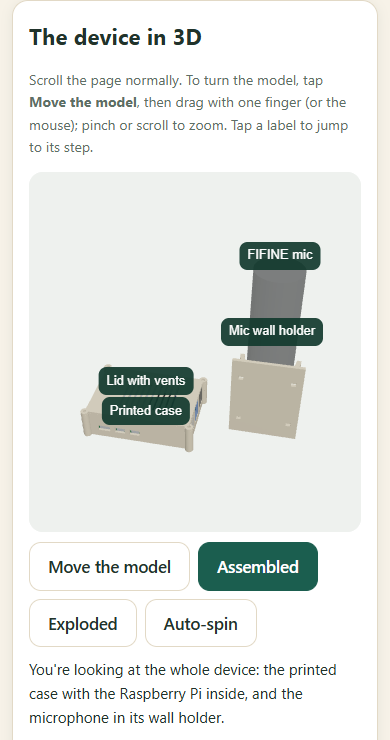 The device in 3D
Scroll the page normally. To turn the model, tap
Move the model, then drag with one finger (or the
mouse); pinch or scroll to zoom. Tap a label to jump
to its step.
FIFINE mic
Mic wall holder
Lid with vents
Printed case
Move the model
Assembled
Exploded
Auto-spin
You're looking at the whole device: the printed
case with the Raspberry Pi inside, and the
microphone in its wall holder.